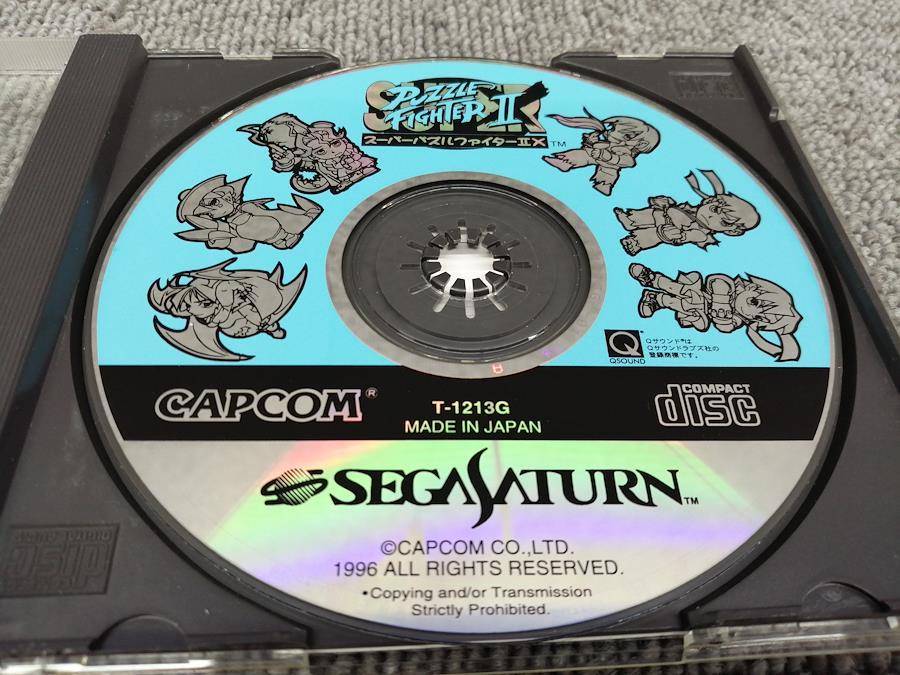 SUPER
PUZZLE
FIGHTER II X
スーパーパズルファイターIIX
TM
Q
QSOUND
Qサウンド®は
Qサウンドラブズ社の
登録商標です。
CAPCOM®
T-1213G
MADE IN JAPAN
COMPACT
disc
SEGA SATURN
TM
©CAPCOM CO.,LTD.
1996 ALL RIGHTS RESERVED.
•Copying and/or Transmission
Strictly Prohibited.